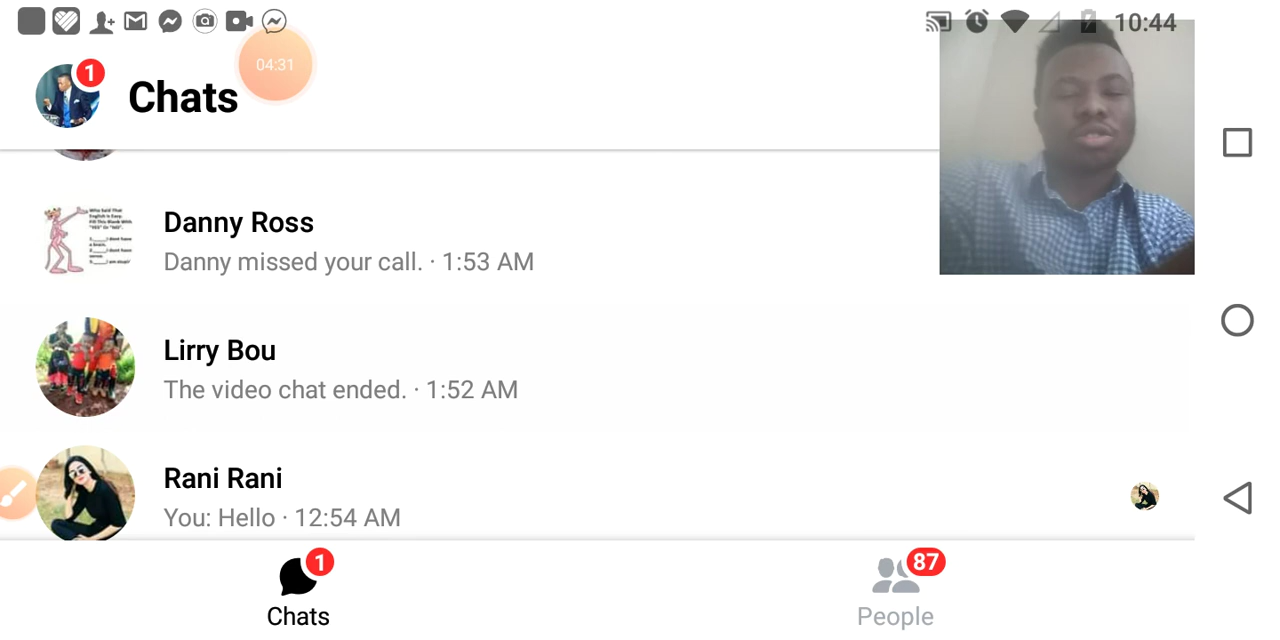 10:44
1
Chats
04:31
Danny Ross
Danny missed your call. · 1:53 AM
Lirry Bou
The video chat ended. · 1:52 AM
Rani Rani
You: Hello · 12:54 AM
1
Chats
87
People